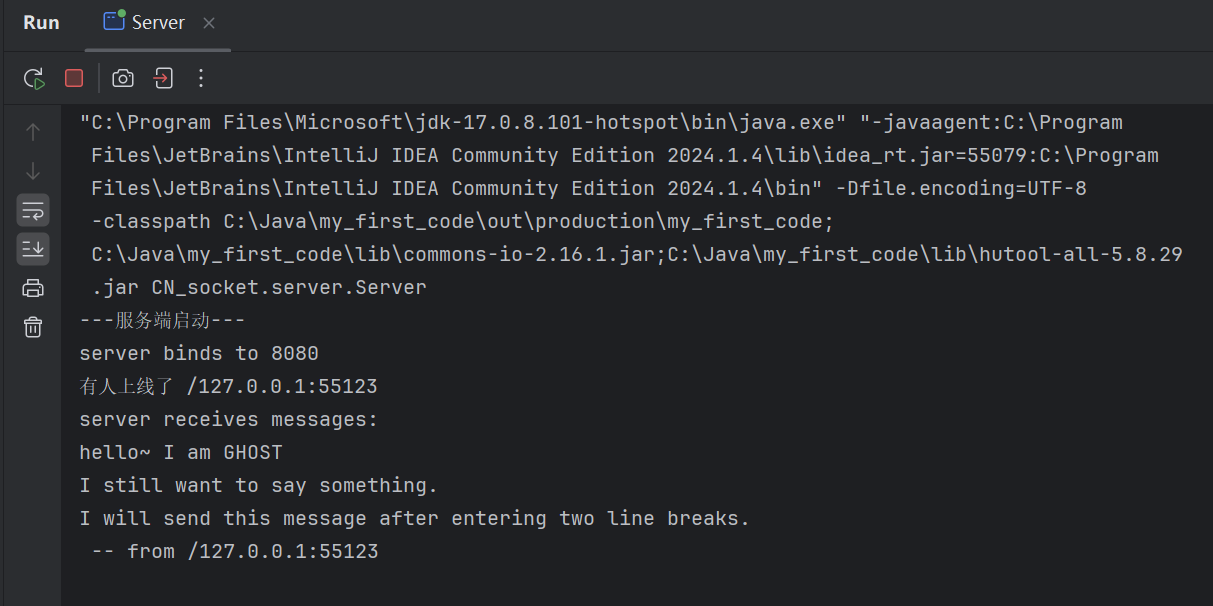 Run Server
"C:\Program Files\Microsoft\jdk-17.0.8.101-hotspot\bin\java.exe" "-javaagent:C:\Program
Files\JetBrains\IntelliJ IDEA Community Edition 2024.1.4\lib\idea_rt.jar=55079:C:\Program
Files\JetBrains\IntelliJ IDEA Community Edition 2024.1.4\bin" -Dfile.encoding=UTF-8
-classpath C:\Java\my_first_code\out\production\my_first_code;
C:\Java\my_first_code\lib\commons-io-2.16.1.jar;C:\Java\my_first_code\lib\hutool-all-5.8.29
.jar CN_socket.server.Server
---服务端启动---
server binds to 8080
有人上线了 /127.0.0.1:55123
server receives messages:
hello~ I am GHOST
I still want to say something.
I will send this message after entering two line breaks.
-- from /127.0.0.1:55123